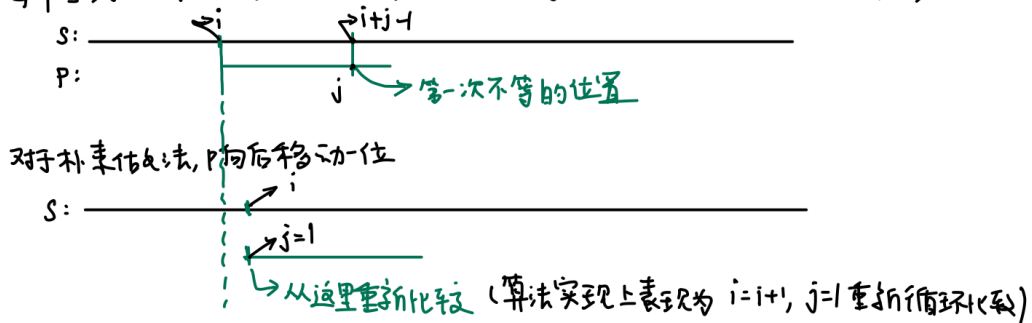 i i+j-1
S:
P:
j 第一次不等的位置
对于朴素估法,P向后移动一位
i
S:
j=1
从这里重新比较(算法实现上表现为 i=i+1, j=1重新循环比较)